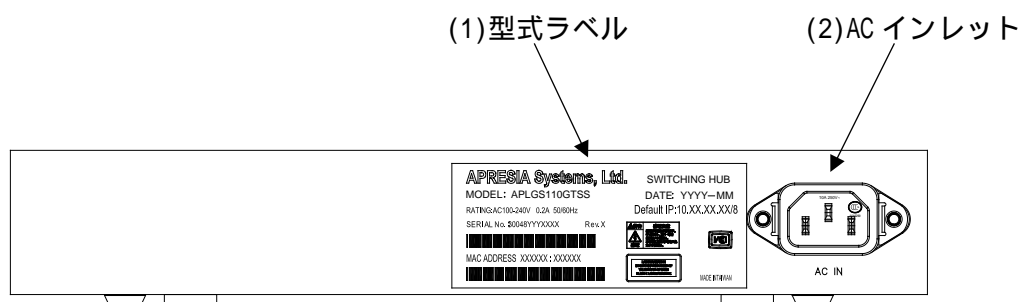 (1)型式ラベル
(2)AC インレット
APRESIA Systems, Ltd.
SWITCHING HUB
MODEL: APLGS110GTSS
DATE: YYYY-MM
RATING:AC100-240V 0.2A 50/60Hz
Default IP:10.XX.XX.XX/8
SERIAL No. S0048YYYXXXX Rev.X
MAC ADDRESS XXXXXX:XXXXXX
MADE IN TAIWAN
10A 250V~
AC IN